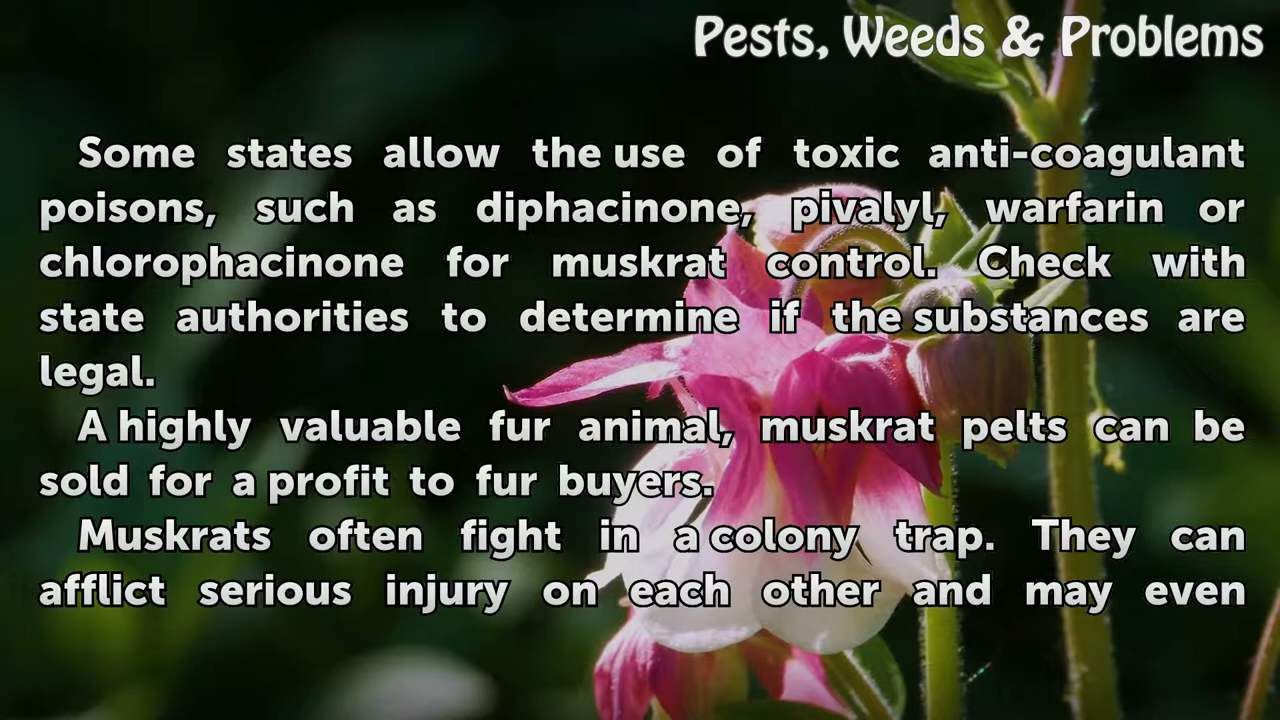 Pests, Weeds & Problems
Some states allow the use of toxic anti-coagulant
poisons, such as diphacinone, pivalyl, warfarin or
chlorophacinone for muskrat control. Check with
state authorities to determine if the substances are
legal.
A highly valuable fur animal, muskrat pelts can be
sold for a profit to fur buyers.
Muskrats often fight in a colony trap. They can
afflict serious injury on each other and may even